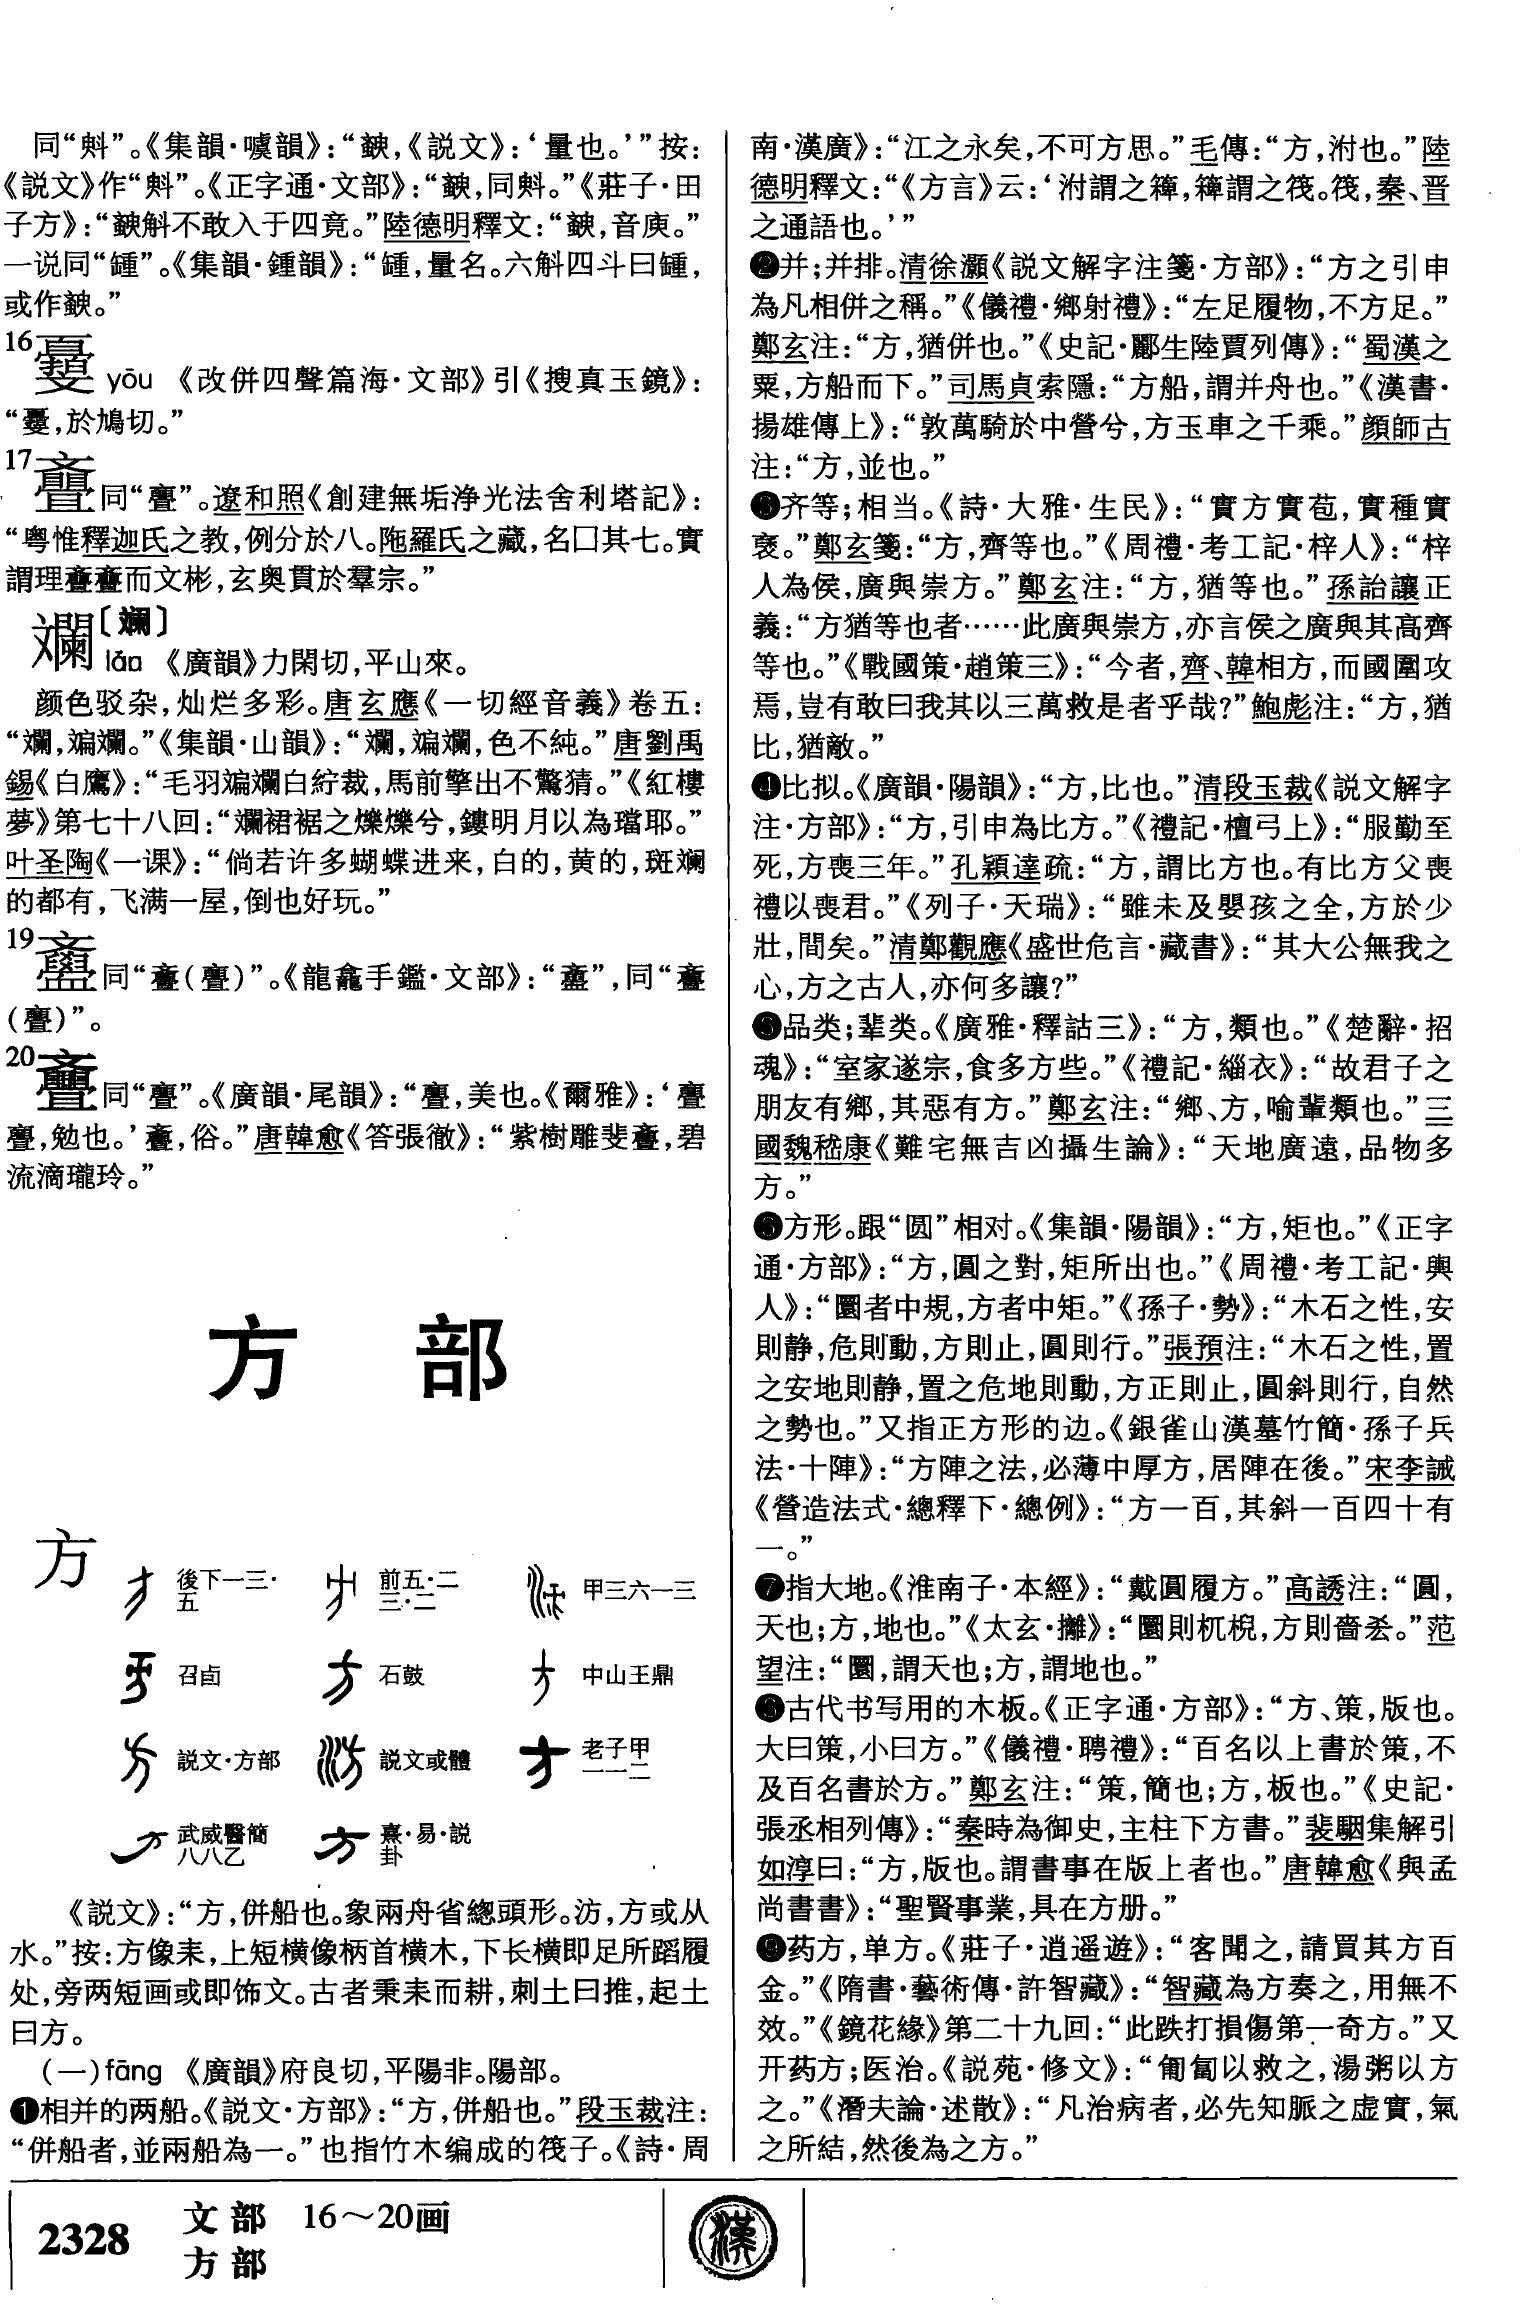 同“㪺”。《集韻·噳韻》:“䵂,《説文》:‘量也。’”按:
《説文》作“㪺”。《正字通·文部》:“䵂,同㪺。”《莊子·田
子方》:“斔斛不敢入于四竟。”陸德明釋文:“斔,音庾。”
一说同“鍾”。《集韻·鍾韻》:“鍾,量名。六斛四斗曰鍾,
或作斔。”
16
yōu 《改併四聲篇海·文部》引《搜真玉鏡》:
“,於鳩切。”
17
同“亹”。遼和照《創建無垢浄光法舍利塔記》:
“粤惟釋迦氏之教,例分於八。陁羅氏之藏,名囗其七。實
謂理斖斖而文彬,玄奥貫於羣宗。”
斕〔斓〕
lán 《廣韻》力閑切,平山來。
颜色驳杂,灿烂多彩。唐玄應《一切經音義》卷五:
“斕,斒斕。”《集韻·山韻》:“斕,斒斕,色不純。”唐劉禹
錫《白鷹》:“毛羽斒斕白紵裁,馬前擎出不驚猜。”《紅樓
夢》第七十八回:“斕裙裾之爍爍兮,鏤明月以為璫耶。”
叶圣陶《一课》:“倘若许多蝴蝶进来,白的,黄的,斑斓
的都有,飞满一屋,倒也好玩。”
19
同“斖(亹)”。《龍龕手鑑·文部》:“”,同“斖
(亹)”。
20
斖同“亹”。《廣韻·尾韻》:“亹,美也。《爾雅》:‘亹
亹,勉也。’斖,俗。”唐韓愈《答張徹》:“紫樹雕斐斖,碧
流滴瓏玲。”
方 部
方
後下一三·五 前五·二三·二 甲三六一三
召卣 石鼓 中山王鼎
説文·方部 説文或體 老子甲一一二
武威醫簡八八乙 熹·易·説卦
《説文》:“方,併船也。象兩舟省總頭形。汸,方或从
水。”按:方像耒,上短横像柄首横木,下长横即足所蹈履
处,旁两短画或即饰文。古者秉耒而耕,刺土曰推,起土
曰方。
(一)fāng 《廣韻》府良切,平陽非。陽部。
❶相并的两船。《説文·方部》:“方,併船也。”段玉裁注:
“併船者,並兩船為一。”也指竹木编成的筏子。《詩·周
南·漢廣》:“江之永矣,不可方思。”毛傳:“方,泭也。”陸
德明釋文:“《方言》云:‘泭謂之𥴖,𥴖謂之筏。筏,秦、晋
之通語也。’”
❷并;并排。清徐灝《説文解字注箋·方部》:“方之引申
為凡相併之稱。”《儀禮·鄉射禮》:“左足履物,不方足。”
鄭玄注:“方,猶併也。”《史記·酈生陸賈列傳》:“蜀漢之
粟,方船而下。”司馬貞索隱:“方船,謂并舟也。”《漢書·
揚雄傳上》:“敦萬騎於中營兮,方玉車之千乘。”顔師古
注:“方,並也。”
❸齐等;相当。《詩·大雅·生民》:“實方實苞,實種實
褎。”鄭玄箋:“方,齊等也。”《周禮·考工記·梓人》:“梓
人為侯,廣與崇方。”鄭玄注:“方,猶等也。”孫詒讓正
義:“方猶等也者……此廣與崇方,亦言侯之廣與其高齊
等也。”《戰國策·趙策三》:“今者,齊、韓相方,而國圍攻
焉,豈有敢曰我其以三萬救是者乎哉?”鮑彪注:“方,猶
比,猶敵。”
❹比拟。《廣韻·陽韻》:“方,比也。”清段玉裁《説文解字
注·方部》:“方,引申為比方。”《禮記·檀弓上》:“服勤至
死,方喪三年。”孔穎達疏:“方,謂比方也。有比方父喪
禮以喪君。”《列子·天瑞》:“雖未及嬰孩之全,方於少
壯,間矣。”清鄭觀應《盛世危言·藏書》:“其大公無我之
心,方之古人,亦何多讓?”
❺品类;辈类。《廣雅·釋詁三》:“方,類也。”《楚辭·招
魂》:“室家遂宗,食多方些。”《禮記·緇衣》:“故君子之
朋友有鄉,其惡有方。”鄭玄注:“鄉、方,喻輩類也。”三
國魏嵇康《難宅無吉凶攝生論》:“天地廣遠,品物多
方。”
❻方形。跟“圆”相对。《集韻·陽韻》:“方,矩也。”《正字
通·方部》:“方,圓之對,矩所出也。”《周禮·考工記·輿
人》:“圜者中規,方者中矩。”《孫子·勢》:“木石之性,安
則静,危則動,方則止,圓則行。”張預注:“木石之性,置
之安地則静,置之危地則動,方正則止,圓斜則行,自然
之勢也。”又指正方形的边。《銀雀山漢墓竹簡·孫子兵
法·十陣》:“方陣之法,必薄中厚方,居陣在後。”宋李誡
《營造法式·總釋下·總例》:“方一百,其斜一百四十有
一。”
❼指大地。《淮南子·本經》:“戴圓履方。”高誘注:“圓,
天也;方,地也。”《太玄·攡》:“圜則杌棿,方則嗇吝。”范
望注:“圜,謂天也;方,謂地也。”
❽古代书写用的木板。《正字通·方部》:“方、策,版也。
大曰策,小曰方。”《儀禮·聘禮》:“百名以上書於策,不
及百名書於方。”鄭玄注:“策,簡也;方,板也。”《史記·
張丞相列傳》:“秦時為御史,主柱下方書。”裴駰集解引
如淳曰:“方,版也。謂書事在版上者也。”唐韓愈《與孟
尚書書》:“聖賢事業,具在方册。”
❾药方,单方。《莊子·逍遥遊》:“客聞之,請買其方百
金。”《隋書·藝術傳·許智藏》:“智藏為方奏之,用無不
效。”《鏡花緣》第二十九回:“此跌打損傷第一奇方。”又
开药方;医治。《説苑·修文》:“匍匐以救之,湯粥以方
之。”《潛夫論·述散》:“凡治病者,必先知脈之虚實,氣
之所結,然後為之方。”
2328 文部 16～20画
方部
漢